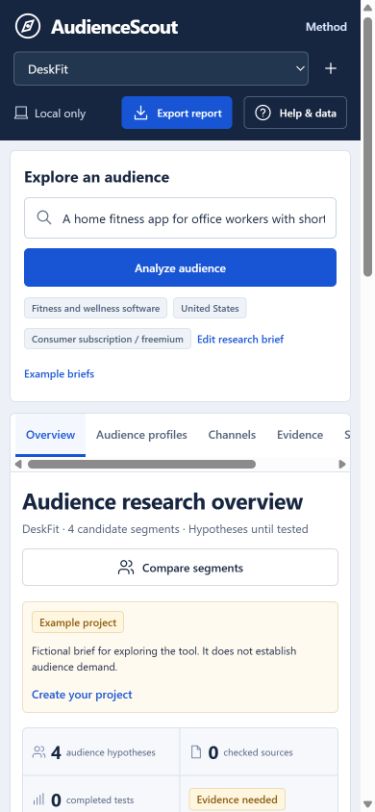 AudienceScout
Method
DeskFit
Local only
Export report
Help & data
Explore an audience
A home fitness app for office workers with short
Analyze audience
Fitness and wellness software
United States
Consumer subscription / freemium
Edit research brief
Example briefs
Overview
Audience profiles
Channels
Evidence
S
Audience research overview
DeskFit · 4 candidate segments · Hypotheses until tested
Compare segments
Example project
Fictional brief for exploring the tool. It does not establish
audience demand.
Create your project
4 audience hypotheses
0 checked sources
0 completed tests
Evidence needed